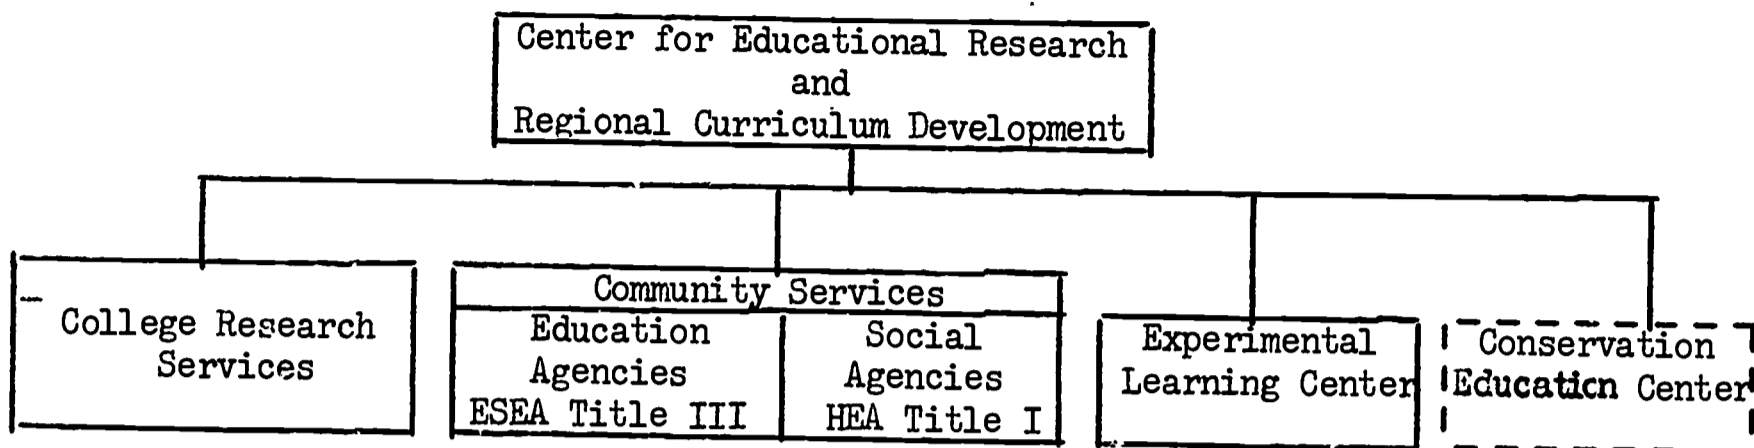 Center for Educational Research
and
Regional Curriculum Development
College Research
Services
Community Services
Education
Agencies
ESEA Title III
Social
Agencies
HEA Title I
Experimental
Learning Center
Conservation
Education Center